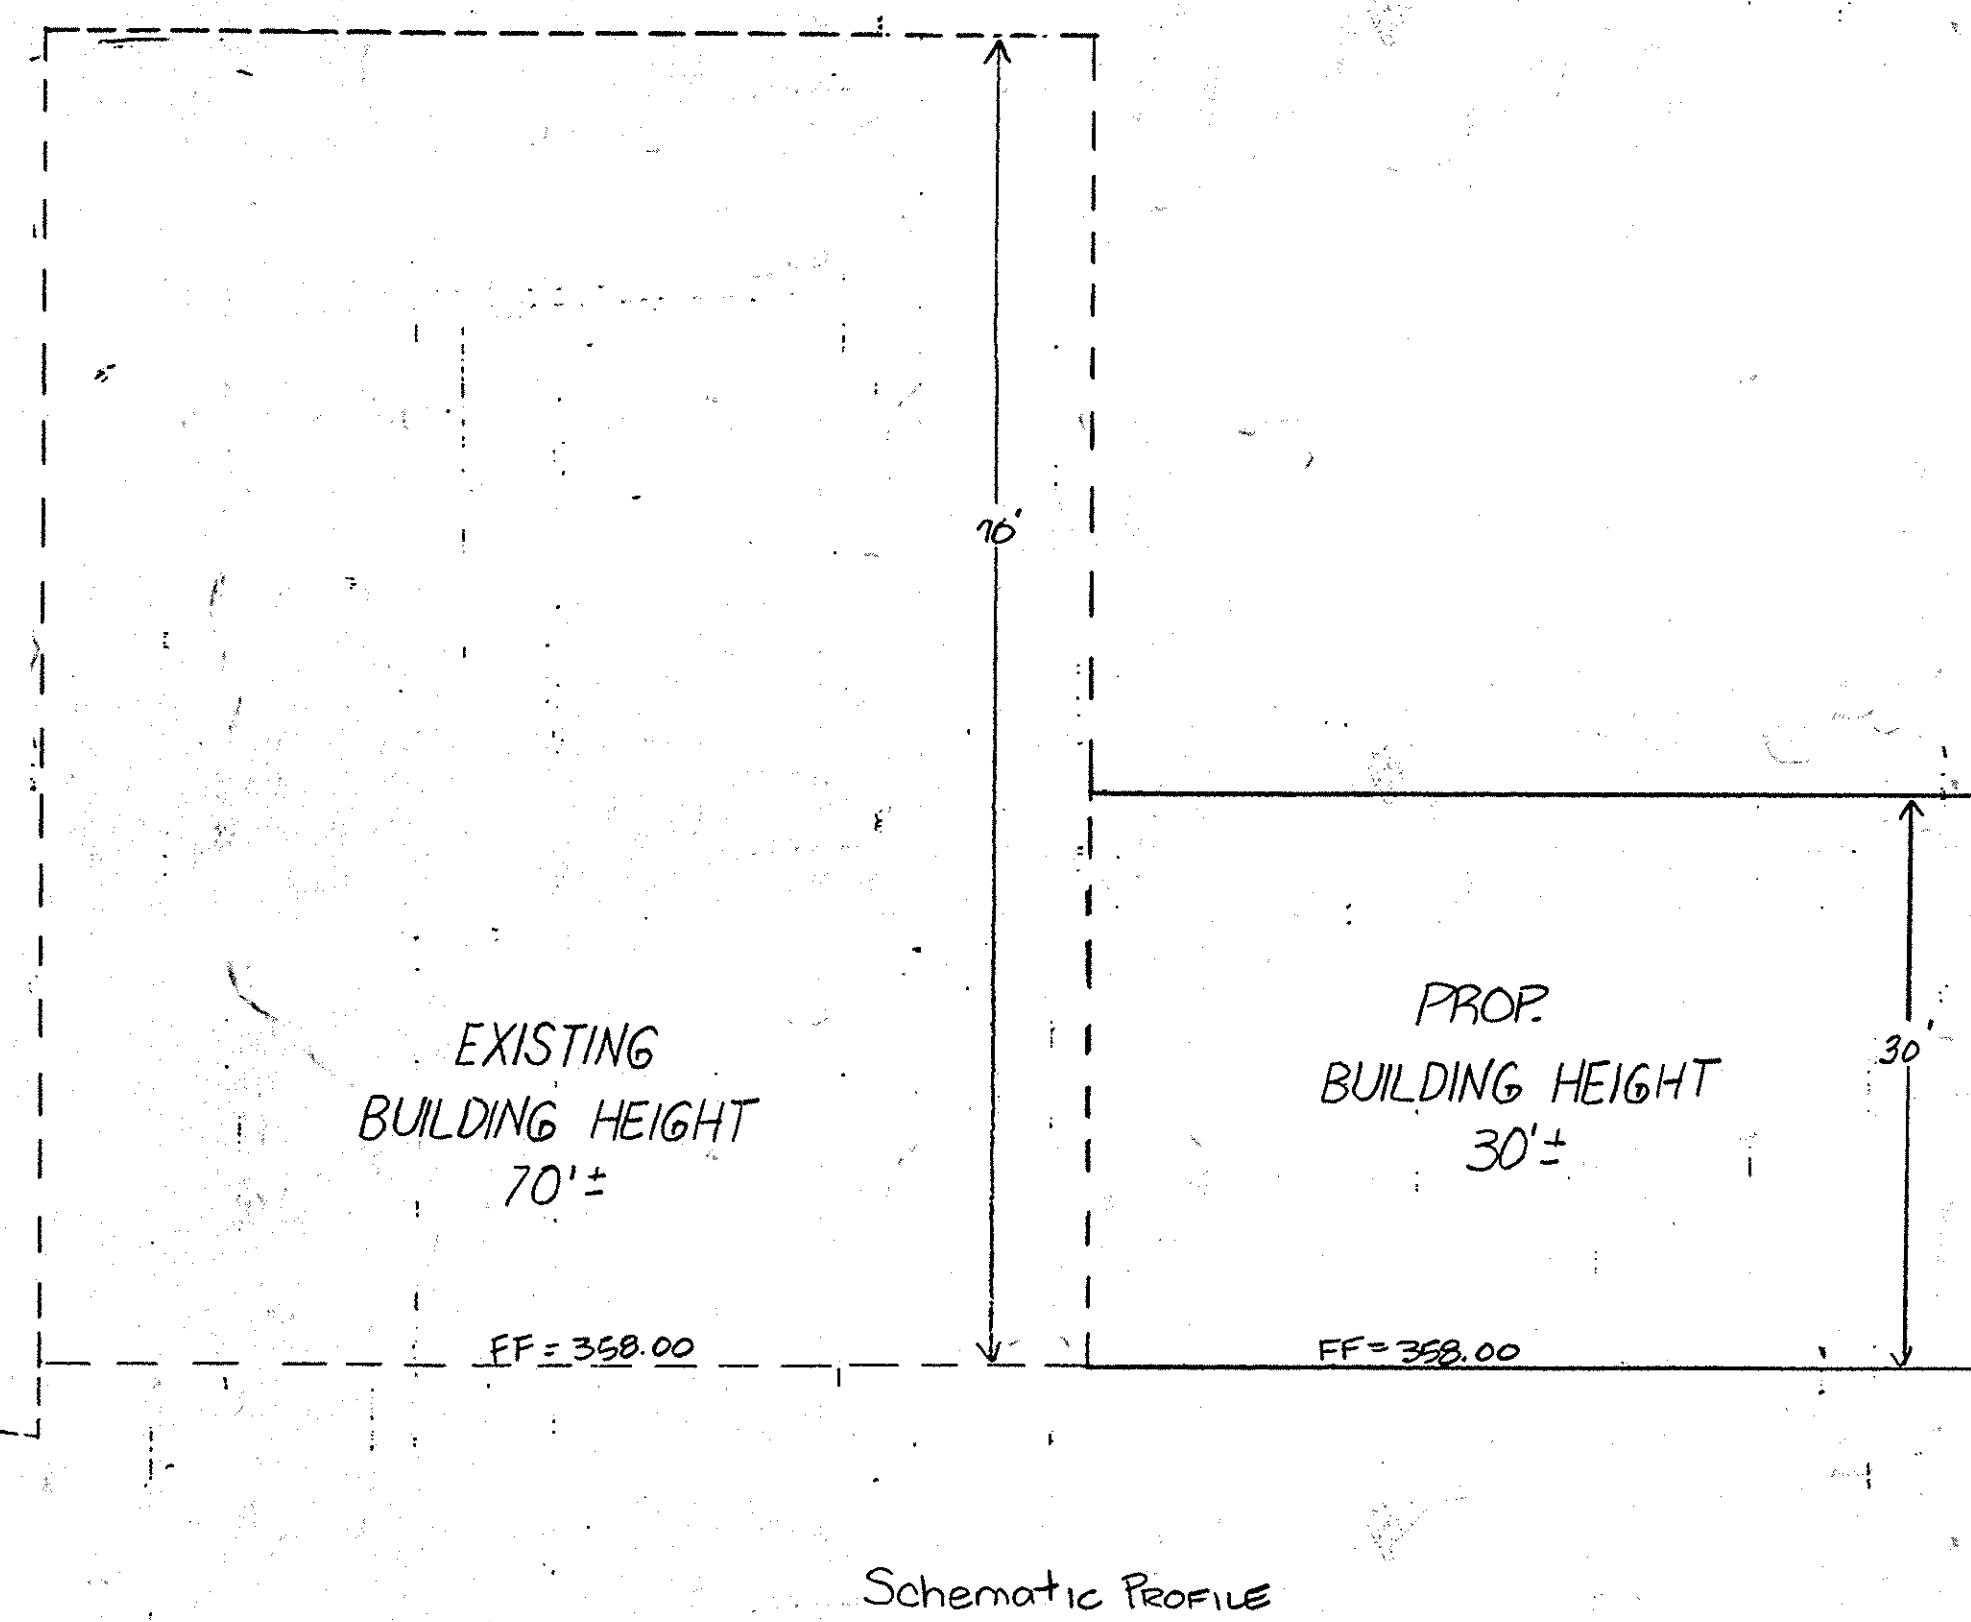 70'
EXISTING
BUILDING HEIGHT
70'±
FF = 358.00
PROP.
BUILDING HEIGHT
30'±
30'
FF = 358.00
Schematic PROFILE